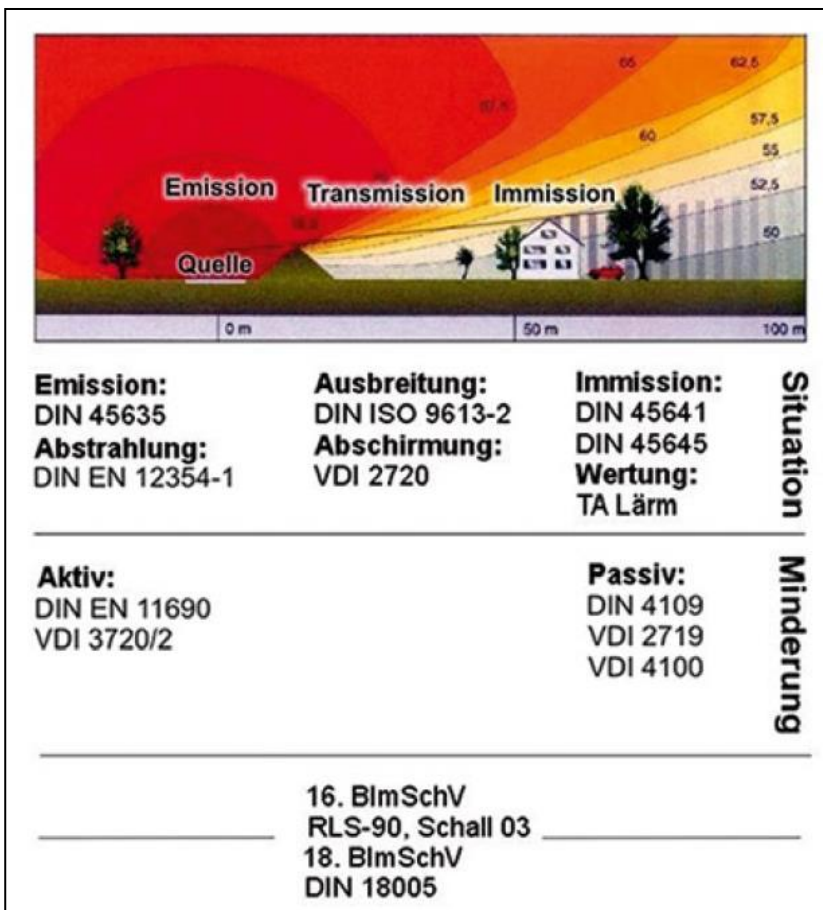 65
62,5
67,5
60
57,5
55
52,5
50
Emission
Transmission
Immission
Quelle
0 m
50 m
100 m
Emission:
DIN 45635
Abstrahlung:
DIN EN 12354-1
Ausbreitung:
DIN ISO 9613-2
Abschirmung:
VDI 2720
Immission:
DIN 45641
DIN 45645
Wertung:
TA Lärm
Situation
Aktiv:
DIN EN 11690
VDI 3720/2
Passiv:
DIN 4109
VDI 2719
VDI 4100
Minderung
16. BImSchV
RLS-90, Schall 03
18. BImSchV
DIN 18005